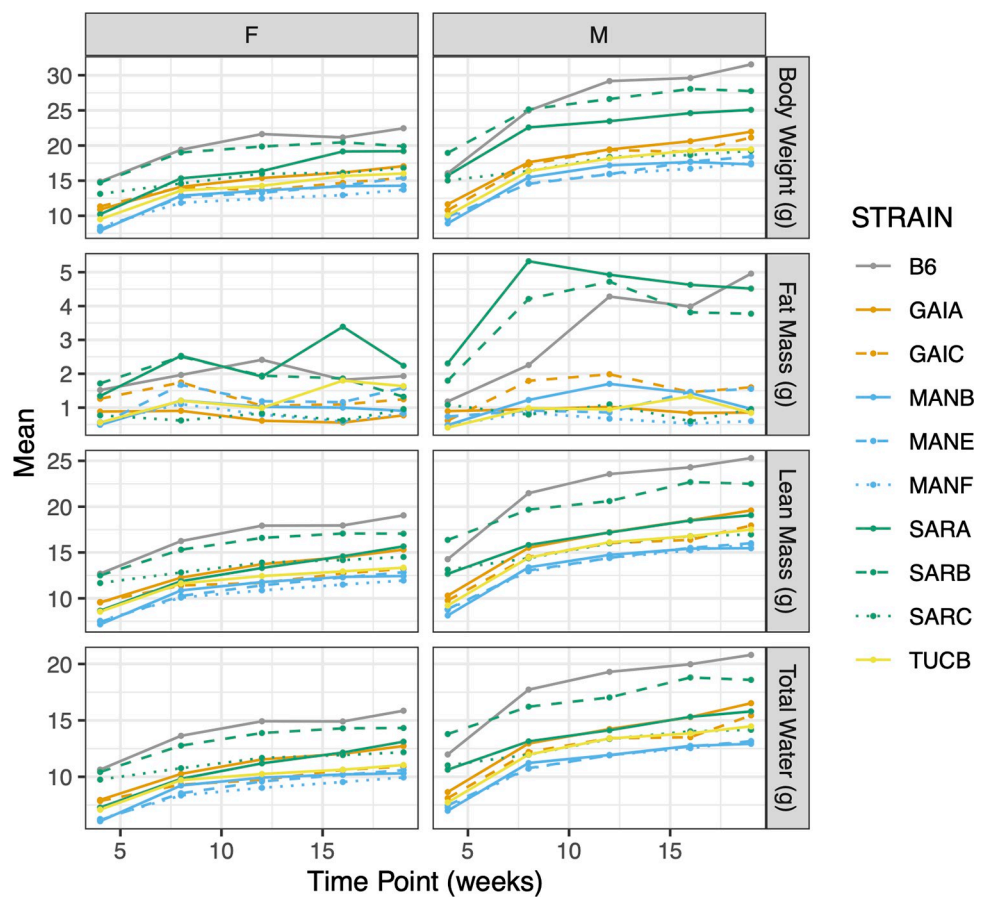 F
M
30
25
20
15
10
Body Weight (g)
5
4
3
2
1
Fat Mass (g)
25
20
15
10
Lean Mass (g)
20
15
10
Total Water (g)
5
10
15
5
10
15
Mean
Time Point (weeks)
STRAIN
B6
GAIA
GAIC
MANB
MANE
MANF
SARA
SARB
SARC
TUCB